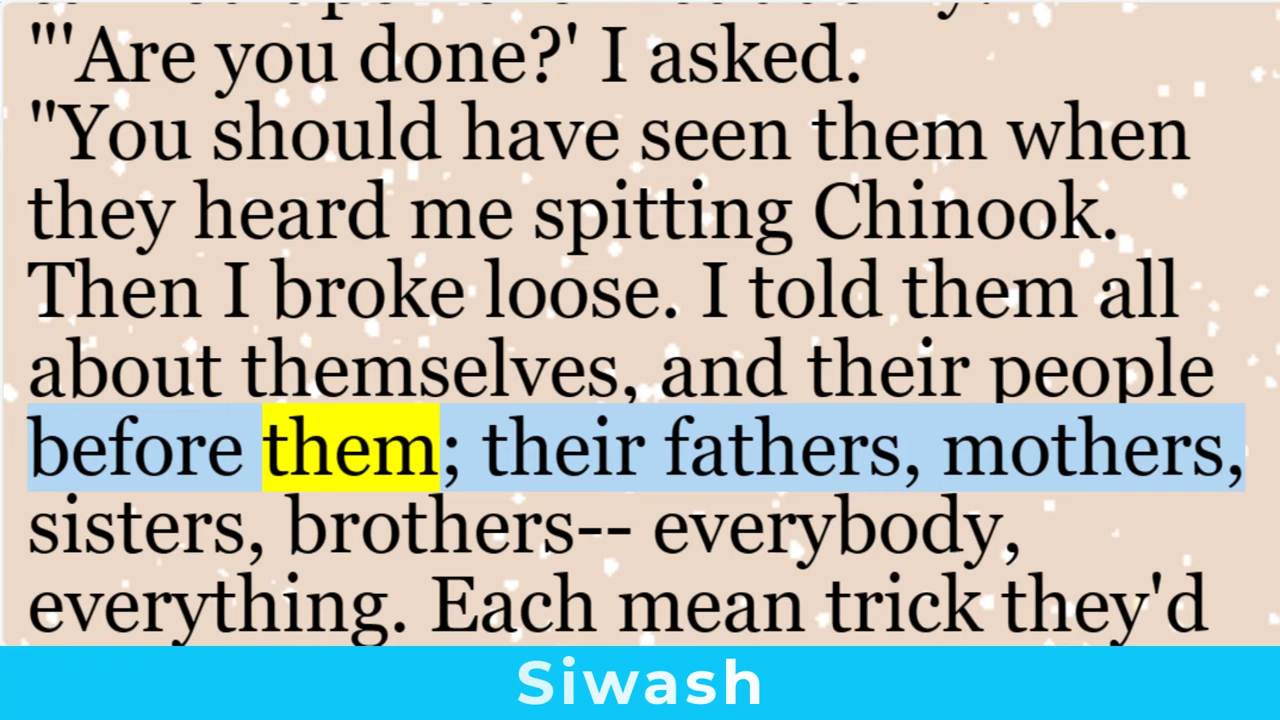 "'Are you done?' I asked.
"You should have seen them when
they heard me spitting Chinook.
Then I broke loose. I told them all
about themselves, and their people
before them; their fathers, mothers,
sisters, brothers-- everybody,
everything. Each mean trick they'd
Siwash